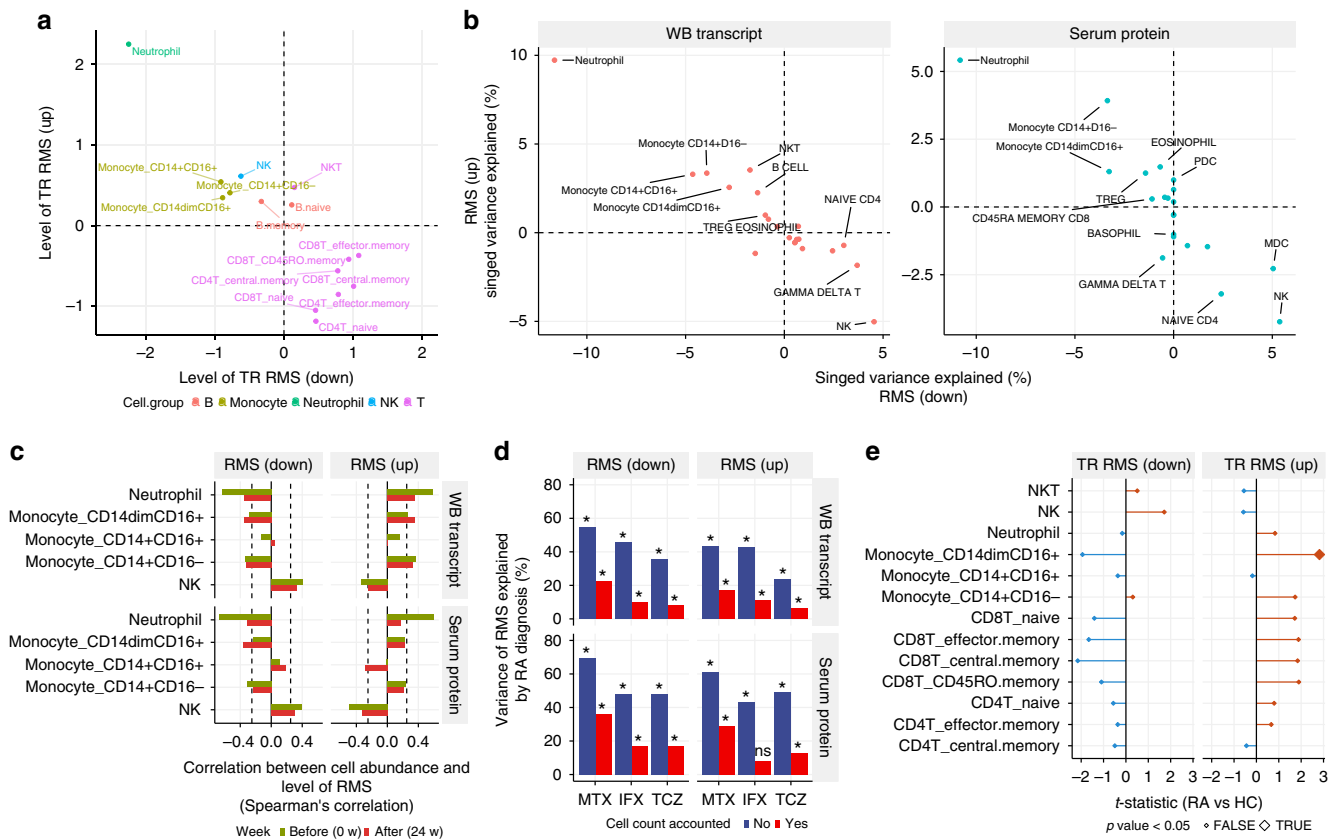 a
Level of TR RMS (up)
2
1
0
−1
−2
−1
0
1
2
Level of TR RMS (down)
Neutrophil
Monocyte_CD14+CD16+
NK
NKT
Monocyte_CD14+CD16−
Monocyte_CD14dimCD16+
B.naive
B.memory
CD8T_effector.memory
CD8T_CD45RO.memory
CD4T_central.memory
CD8T_central.memory
CD8T_naive
CD4T_effector.memory
CD4T_naive
Cell.group B Monocyte Neutrophil NK T
b
WB transcript
Serum protein
RMS (up)
singed variance explained (%)
10
5
0
−5
−10
−5
0
5
Neutrophil
Monocyte CD14+D16−
NKT
B CELL
Monocyte CD14+CD16+
Monocyte CD14dimCD16+
NAIVE CD4
TREG EOSINOPHIL
GAMMA DELTA T
NK
5.0
2.5
0.0
−2.5
−10
−5
0
5
Neutrophil
Monocyte CD14+D16−
EOSINOPHIL
Monocyte CD14dimCD16+
PDC
TREG
CD45RA MEMORY CD8
BASOPHIL
MDC
GAMMA DELTA T
NAIVE CD4
NK
Singed variance explained (%)
RMS (down)
c
RMS (down)
RMS (up)
Neutrophil
Monocyte_CD14dimCD16+
Monocyte_CD14+CD16+
Monocyte_CD14+CD16−
NK
WB transcript
Neutrophil
Monocyte_CD14dimCD16+
Monocyte_CD14+CD16+
Monocyte_CD14+CD16−
NK
Serum protein
−0.4 0.0 0.4
−0.4 0.0 0.4
Correlation between cell abundance and
level of RMS
(Spearman's correlation)
Week Before (0 w) After (24 w)
d
RMS (down)
RMS (up)
Variance of RMS explained
by RA diagnosis (%)
80
60
40
20
0
* * * * * *
* * * * * *
WB transcript
80
60
40
20
0
* * * * * *
* * * ns * *
Serum protein
MTX IFX TCZ
MTX IFX TCZ
Cell count accounted No Yes
e
TR RMS (down)
TR RMS (up)
NKT
NK
Neutrophil
Monocyte_CD14dimCD16+
Monocyte_CD14+CD16+
Monocyte_CD14+CD16−
CD8T_naive
CD8T_effector.memory
CD8T_central.memory
CD8T_CD45RO.memory
CD4T_naive
CD4T_effector.memory
CD4T_central.memory
−2 −1 0 1 2 3
−2 −1 0 1 2 3
t-statistic (RA vs HC)
p value < 0.05 FALSE TRUE